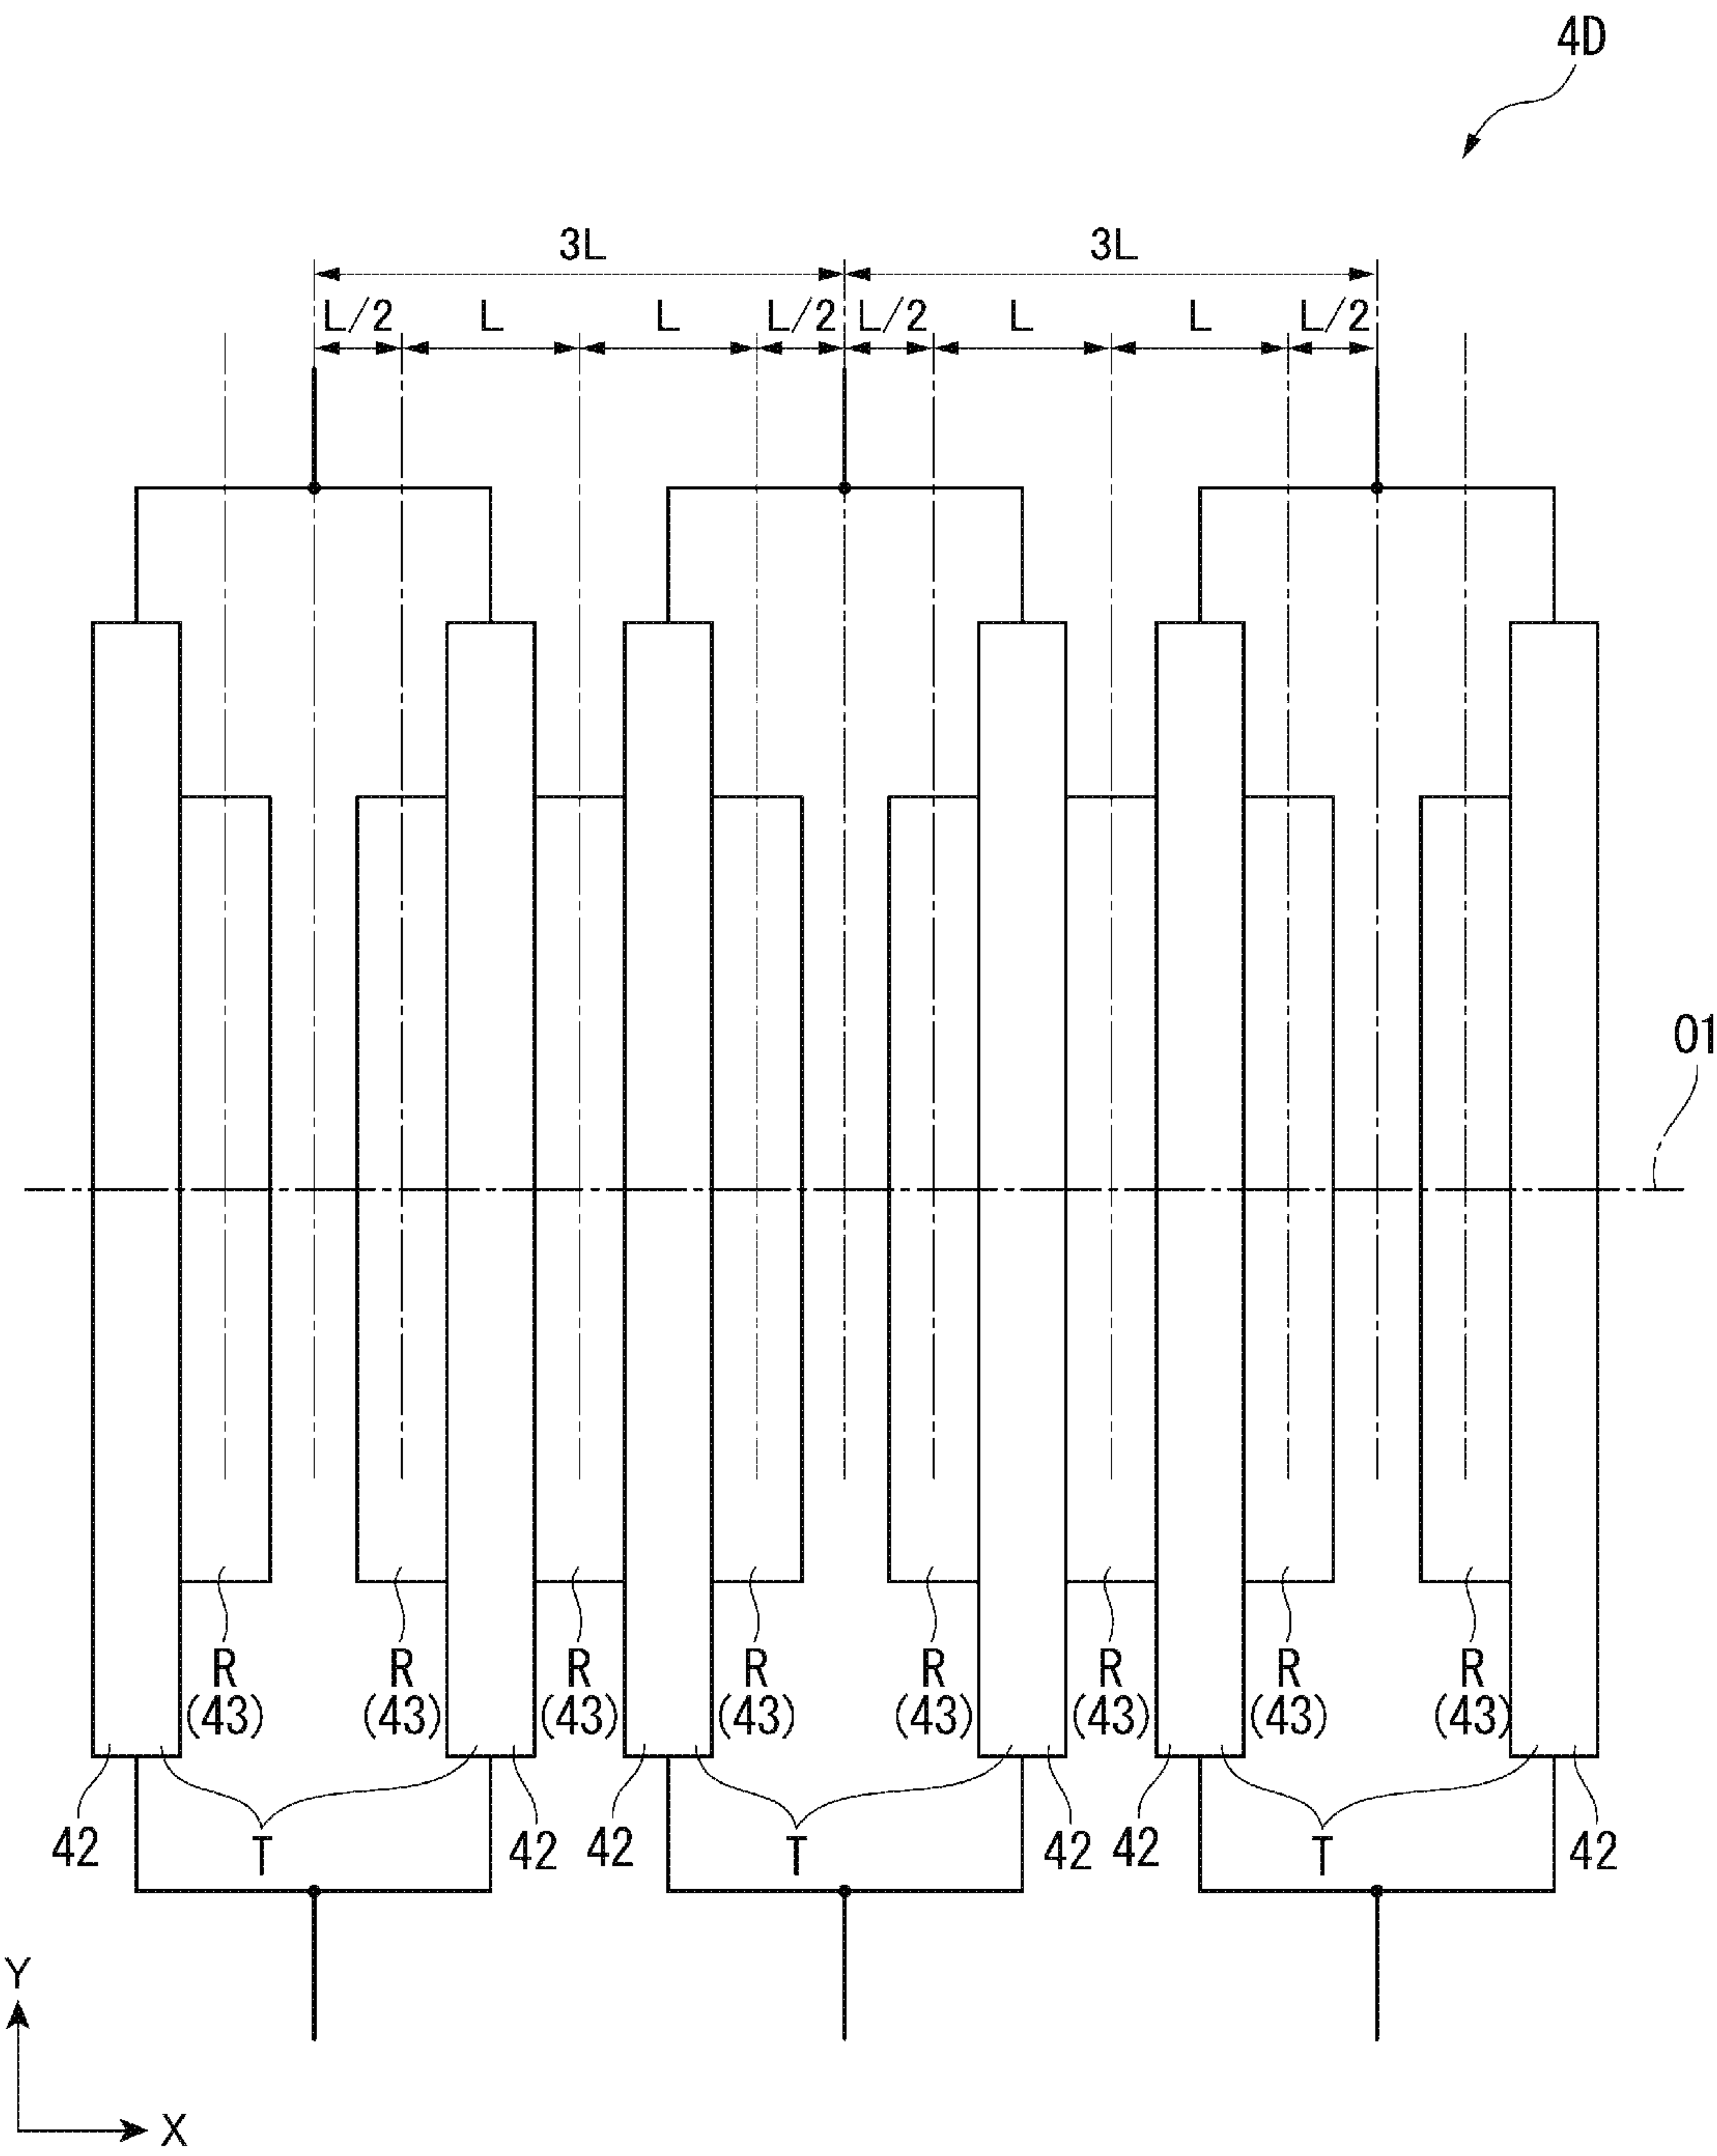 4D
3L 3L
L/2 L L L/2 L/2 L L L/2
01
R R R R R R R R
(43) (43) (43) (43) (43) (43) (43) (43)
42 T 42 42 T 42 42 T 42
Y
X